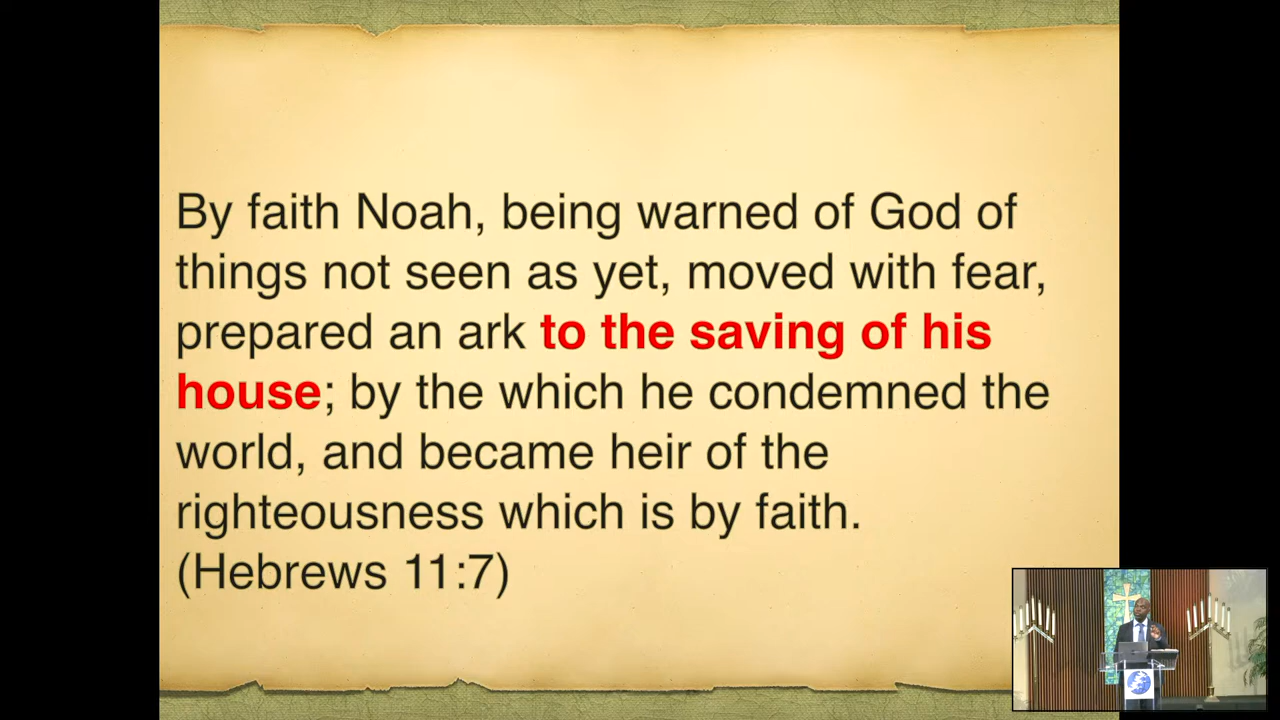 By faith Noah, being warned of God of
things not seen as yet, moved with fear,
prepared an ark to the saving of his
house; by the which he condemned the
world, and became heir of the
righteousness which is by faith.
(Hebrews 11:7)